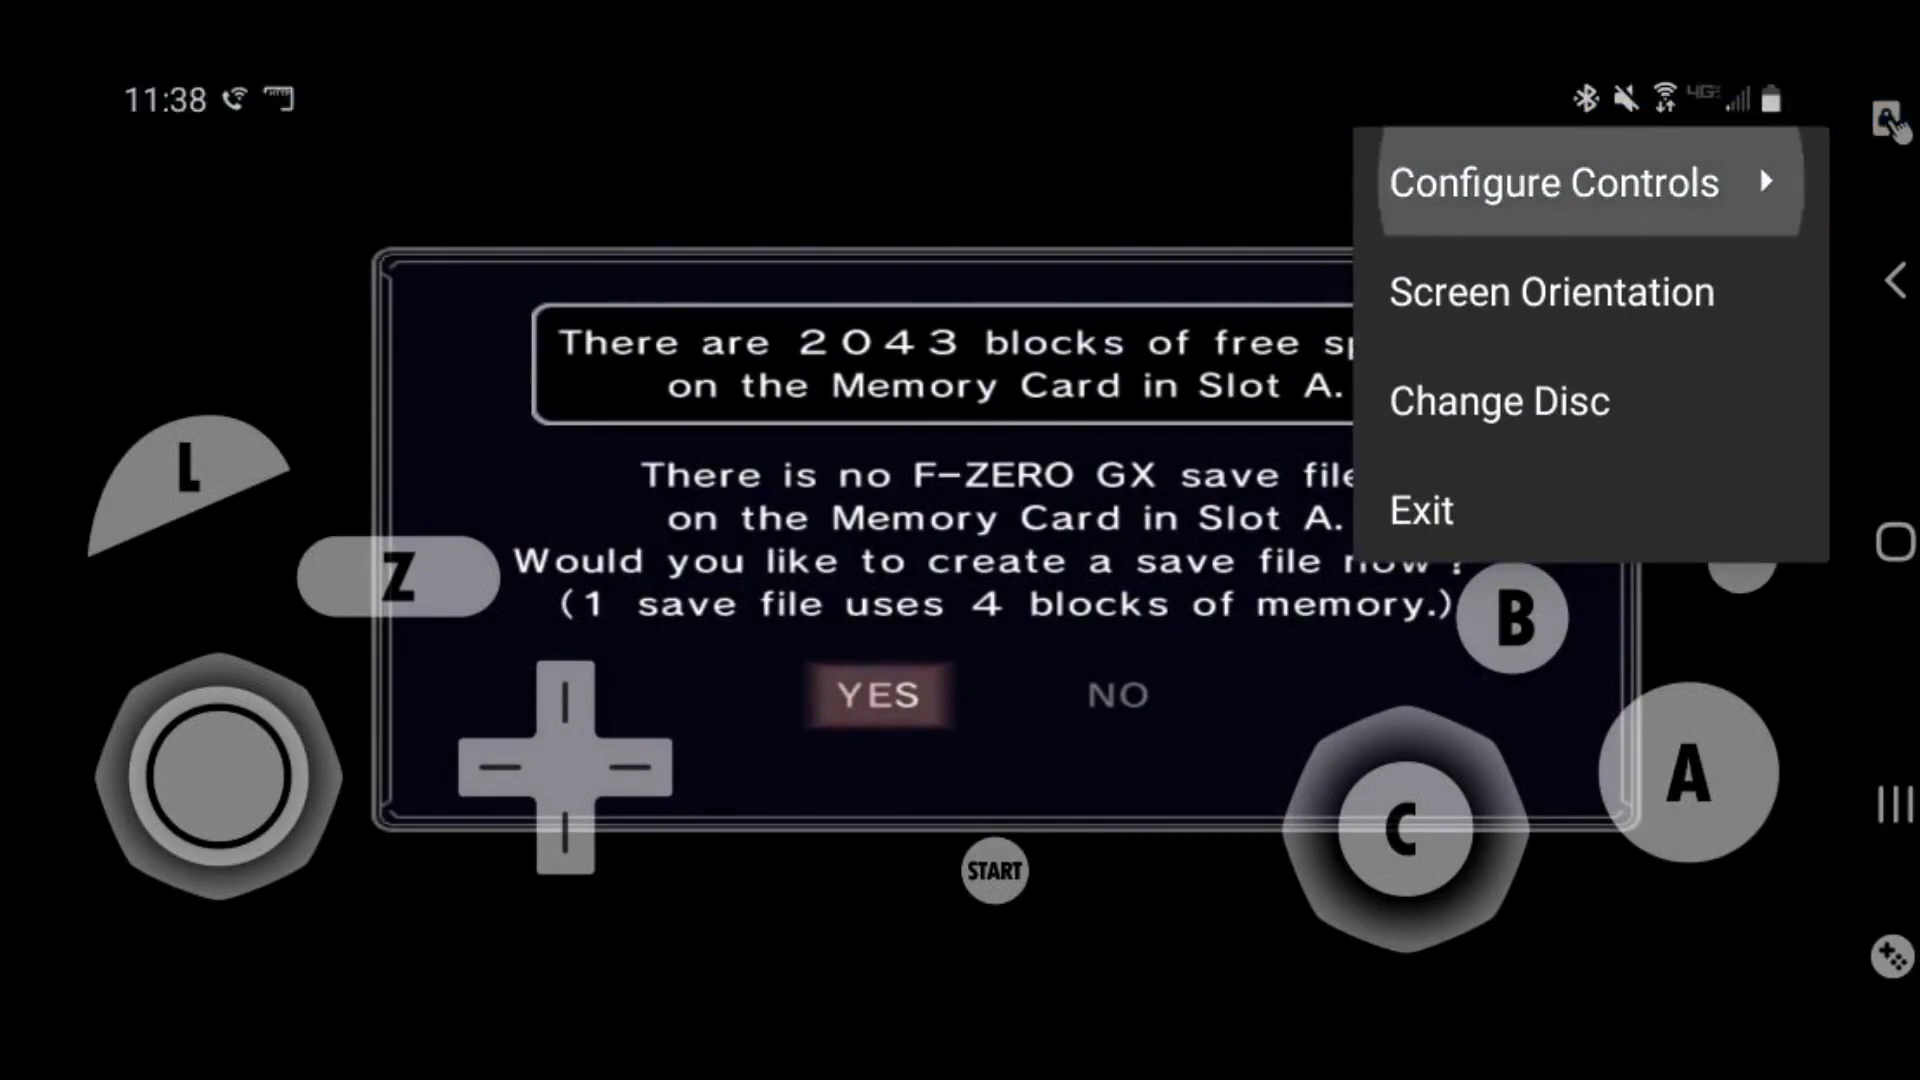 11:38
4G
Configure Controls
Screen Orientation
Change Disc
Exit
There are 2043 blocks of free
on the Memory Card in Slot A.
There is no F-ZERO GX save file
on the Memory Card in Slot A.
Would you like to create a save file now?
(1 save file uses 4 blocks of memory.)
YES NO
L
Z
B
A
C
START